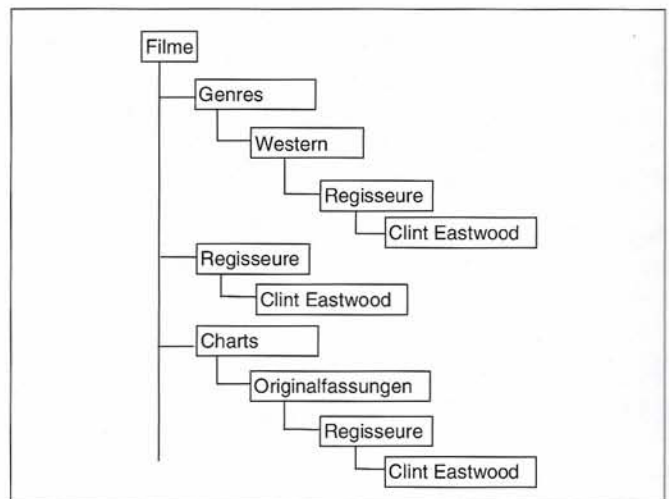 Filme
Genres
Western
Regisseure
Clint Eastwood
Regisseure
Clint Eastwood
Charts
Originalfassungen
Regisseure
Clint Eastwood